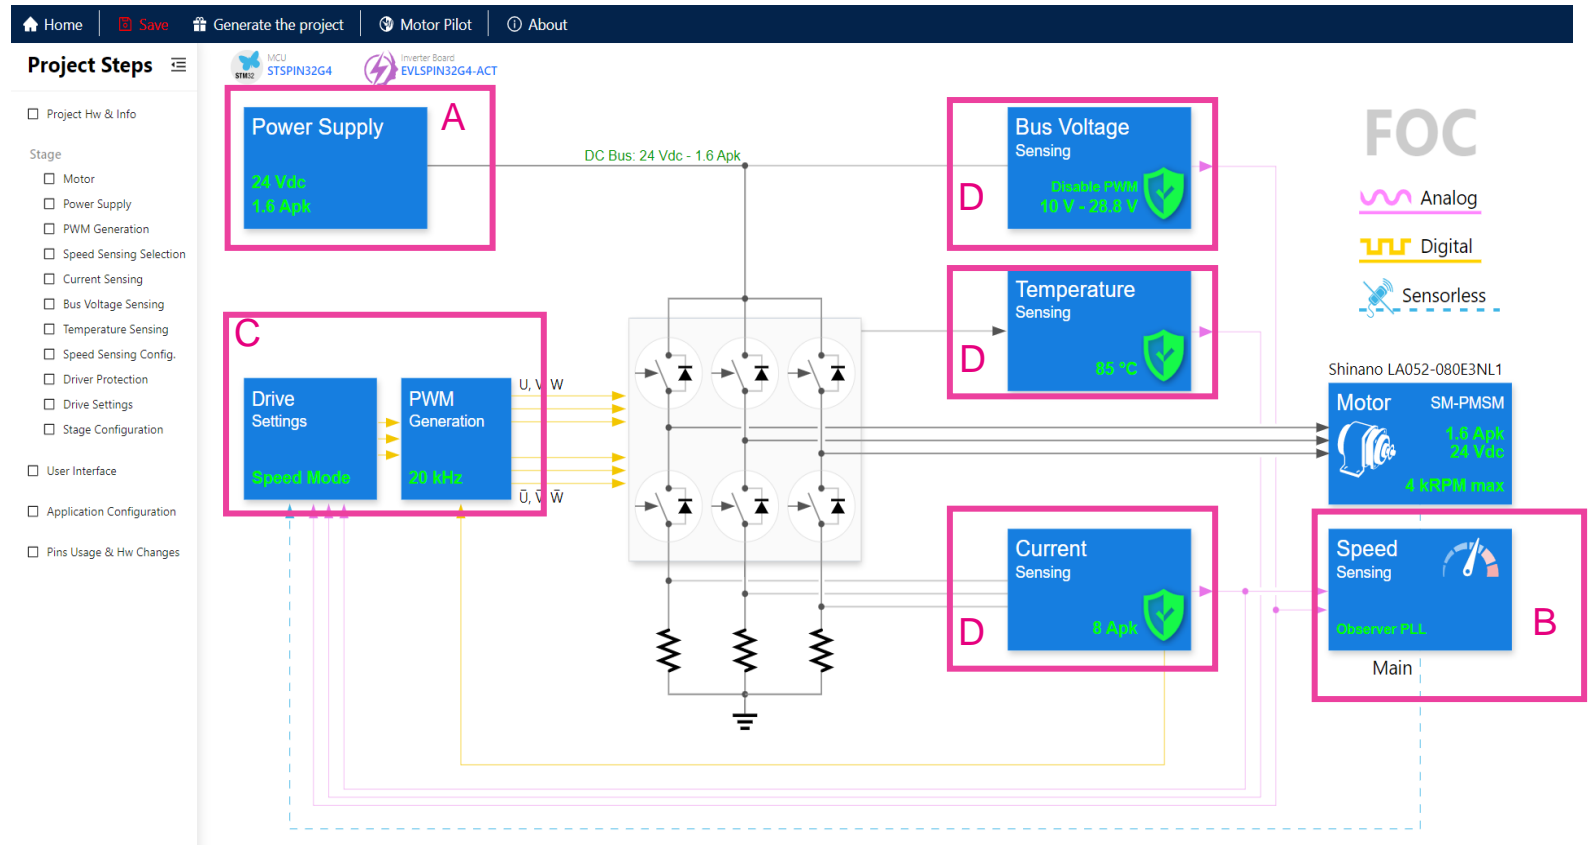 Home
Save
Generate the project
Motor Pilot
About
Project Steps
Project Hw & Info
Stage
Motor
Power Supply
PWM Generation
Speed Sensing Selection
Current Sensing
Bus Voltage Sensing
Temperature Sensing
Speed Sensing Config.
Driver Protection
Drive Settings
Stage Configuration
User Interface
Application Configuration
Pins Usage & Hw Changes
STM32
MCU
STSPIN32G4
Inverter Board
EVLSPIN32G4-ACT
Power Supply
24 Vdc
1.6 Apk
A
DC Bus: 24 Vdc - 1.6 Apk
Bus Voltage
Sensing
Disable PWM
10 V - 28.8 V
D
Temperature
Sensing
85 °C
D
FOC
Analog
Digital
Sensorless
C
Drive
Settings
Speed Mode
PWM
Generation
20 kHz
U, V, W
Ū, V̄, W̄
Shinano LA052-080E3NL1
Motor
SM-PMSM
1.6 Apk
24 Vdc
4 kRPM max
Current
Sensing
8 Apk
D
Speed
Sensing
Observer PLL
B
Main